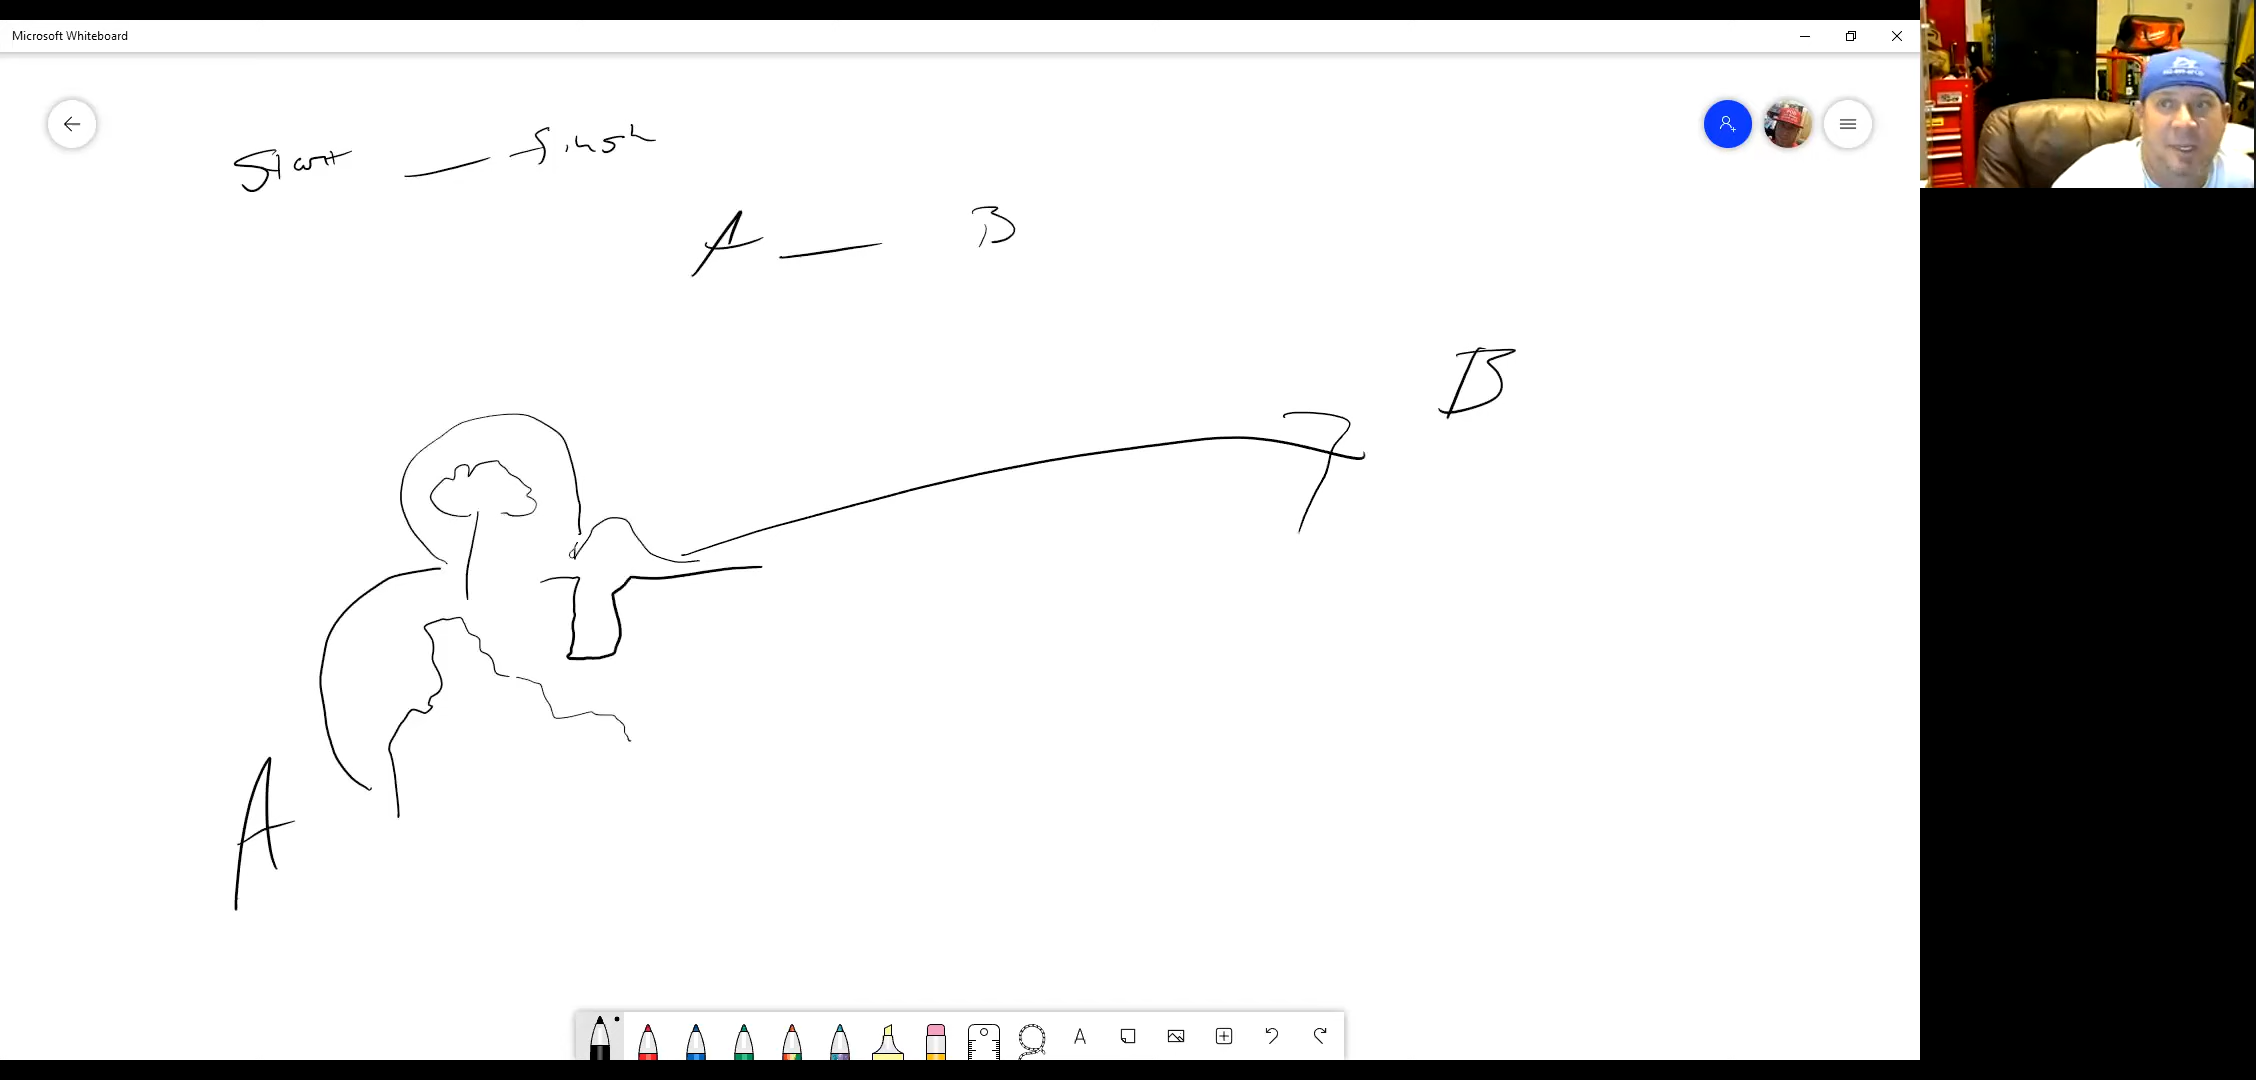 Microsoft Whiteboard
Start — finish
A — B
B
A
A